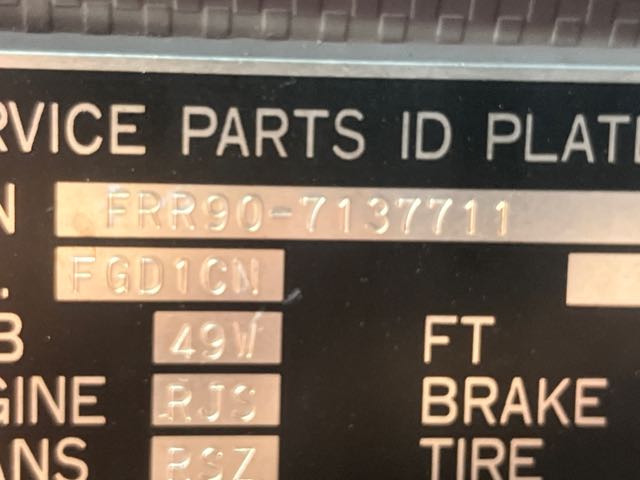 RVICE PARTS ID PLATE
N FRR90-7137711
. FGD1CN
B 49W FT
GINE RJS BRAKE
ANS RSZ TIRE